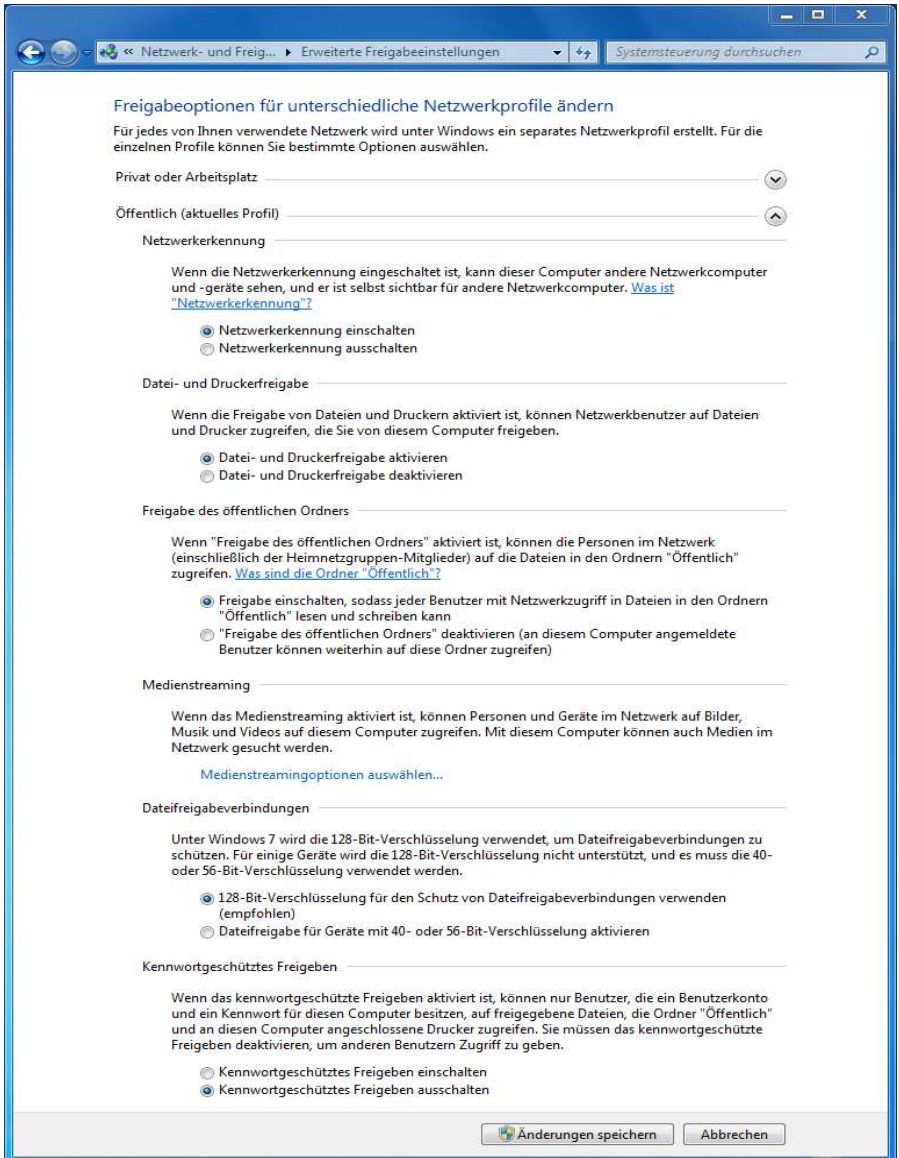 « Netzwerk- und Freig... ▸ Erweiterte Freigabeeinstellungen
Systemsteuerung durchsuchen
Freigabeoptionen für unterschiedliche Netzwerkprofile ändern
Für jedes von Ihnen verwendete Netzwerk wird unter Windows ein separates Netzwerkprofil erstellt. Für die
einzelnen Profile können Sie bestimmte Optionen auswählen.
Privat oder Arbeitsplatz
Öffentlich (aktuelles Profil)
Netzwerkerkennung
Wenn die Netzwerkerkennung eingeschaltet ist, kann dieser Computer andere Netzwerkcomputer
und -geräte sehen, und er ist selbst sichtbar für andere Netzwerkcomputer. Was ist
"Netzwerkerkennung"?
Netzwerkerkennung einschalten
Netzwerkerkennung ausschalten
Datei- und Druckerfreigabe
Wenn die Freigabe von Dateien und Druckern aktiviert ist, können Netzwerkbenutzer auf Dateien
und Drucker zugreifen, die Sie von diesem Computer freigeben.
Datei- und Druckerfreigabe aktivieren
Datei- und Druckerfreigabe deaktivieren
Freigabe des öffentlichen Ordners
Wenn "Freigabe des öffentlichen Ordners" aktiviert ist, können die Personen im Netzwerk
(einschließlich der Heimnetzgruppen-Mitglieder) auf die Dateien in den Ordnern "Öffentlich"
zugreifen. Was sind die Ordner "Öffentlich"?
Freigabe einschalten, sodass jeder Benutzer mit Netzwerkzugriff in Dateien in den Ordnern
"Öffentlich" lesen und schreiben kann
"Freigabe des öffentlichen Ordners" deaktivieren (an diesem Computer angemeldete
Benutzer können weiterhin auf diese Ordner zugreifen)
Medienstreaming
Wenn das Medienstreaming aktiviert ist, können Personen und Geräte im Netzwerk auf Bilder,
Musik und Videos auf diesem Computer zugreifen. Mit diesem Computer können auch Medien im
Netzwerk gesucht werden.
Medienstreamingoptionen auswählen...
Dateifreigabeverbindungen
Unter Windows 7 wird die 128-Bit-Verschlüsselung verwendet, um Dateifreigabeverbindungen zu
schützen. Für einige Geräte wird die 128-Bit-Verschlüsselung nicht unterstützt, und es muss die 40-
oder 56-Bit-Verschlüsselung verwendet werden.
128-Bit-Verschlüsselung für den Schutz von Dateifreigabeverbindungen verwenden
(empfohlen)
Dateifreigabe für Geräte mit 40- oder 56-Bit-Verschlüsselung aktivieren
Kennwortgeschütztes Freigeben
Wenn das kennwortgeschützte Freigeben aktiviert ist, können nur Benutzer, die ein Benutzerkonto
und ein Kennwort für diesen Computer besitzen, auf freigegebene Dateien, die Ordner "Öffentlich"
und an diesen Computer angeschlossene Drucker zugreifen. Sie müssen das kennwortgeschützte
Freigeben deaktivieren, um anderen Benutzern Zugriff zu geben.
Kennwortgeschütztes Freigeben einschalten
Kennwortgeschütztes Freigeben ausschalten
Änderungen speichern
Abbrechen